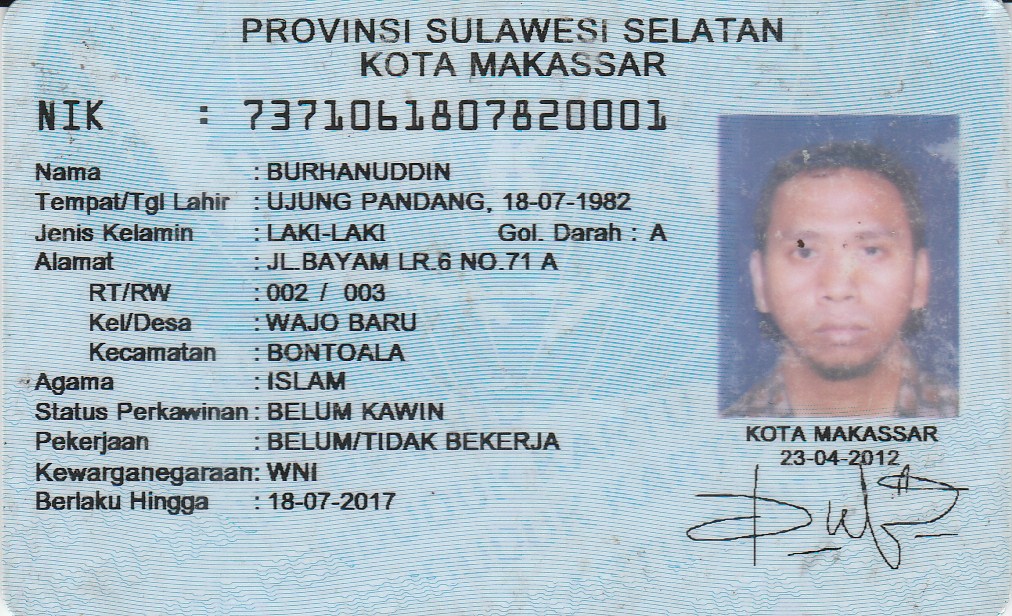 PROVINSI SULAWESI SELATAN
KOTA MAKASSAR
NIK : 7371061807820001
Nama : BURHANUDDIN
Tempat/Tgl Lahir : UJUNG PANDANG, 18-07-1982
Jenis Kelamin : LAKI-LAKI Gol. Darah : A
Alamat : JL.BAYAM LR.6 NO.71 A
RT/RW : 002 / 003
Kel/Desa : WAJO BARU
Kecamatan : BONTOALA
Agama : ISLAM
Status Perkawinan : BELUM KAWIN
Pekerjaan : BELUM/TIDAK BEKERJA
Kewarganegaraan: WNI
Berlaku Hingga : 18-07-2017
KOTA MAKASSAR
23-04-2012